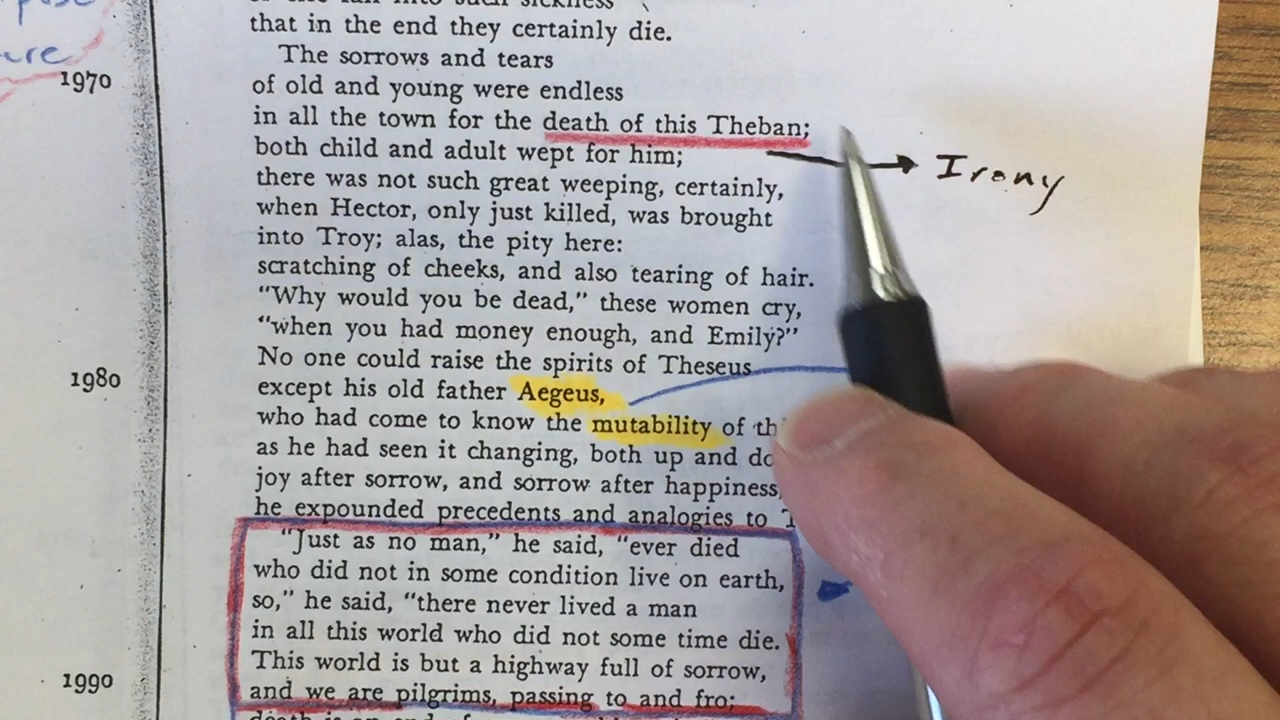 that in the end they certainly die.
The sorrows and tears
1970
of old and young were endless
in all the town for the death of this Theban;
both child and adult wept for him;
Irony
there was not such great weeping, certainly,
when Hector, only just killed, was brought
into Troy; alas, the pity here:
scratching of cheeks, and also tearing of hair.
"Why would you be dead," these women cry,
"when you had money enough, and Emily?"
No one could raise the spirits of Theseus
1980
except his old father Aegeus,
who had come to know the mutability of
as he had seen it changing, both up and
joy after sorrow, and sorrow after happiness,
he expounded precedents and analogies to
"Just as no man," he said, "ever died
who did not in some condition live on earth,
so," he said, "there never lived a man
in all this world who did not some time die.
This world is but a highway full of sorrow,
1990
and we are pilgrims, passing to and fro;